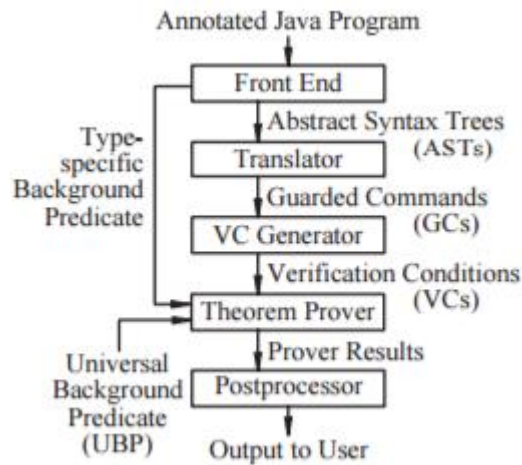 Annotated Java Program
Front End
Abstract Syntax Trees
(ASTs)
Type-
specific
Background
Predicate
Translator
Guarded Commands
(GCs)
VC Generator
Verification Conditions
(VCs)
Theorem Prover
Universal
Background
Predicate
(UBP)
Prover Results
Postprocessor
Output to User